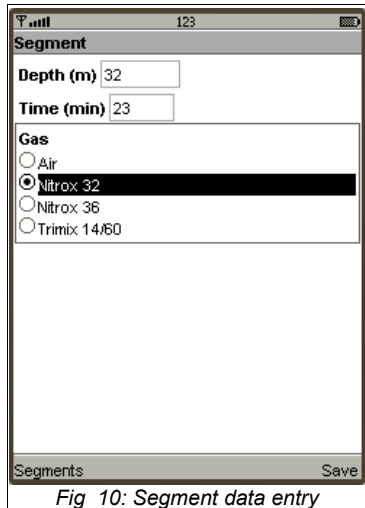 123
Segment
Depth (m) 32
Time (min) 23
Gas
Air
Nitrox 32
Nitrox 36
Trimix 14/60
Segments Save
Fig 10: Segment data entry